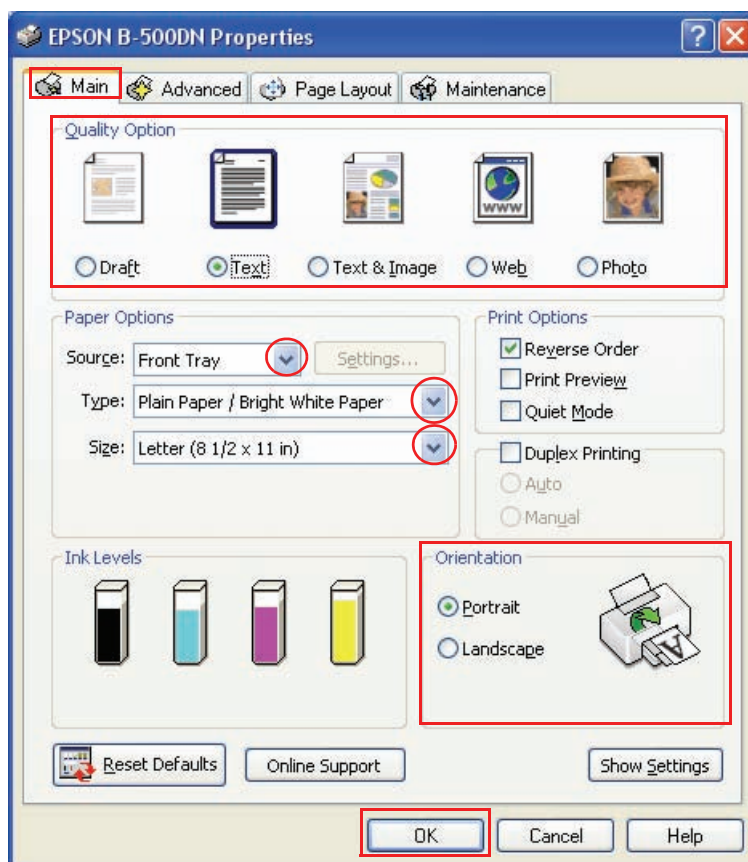 EPSON B-500DN Properties
Main Advanced Page Layout Maintenance
Quality Option
www
Draft Text Text & Image Web Photo
Paper Options
Source: Front Tray Settings...
Type: Plain Paper / Bright White Paper
Size: Letter (8 1/2 x 11 in)
Print Options
Reverse Order
Print Preview
Quiet Mode
Duplex Printing
Auto
Manual
Ink Levels
Orientation
Portrait
Landscape
A
Reset Defaults Online Support Show Settings
OK Cancel Help